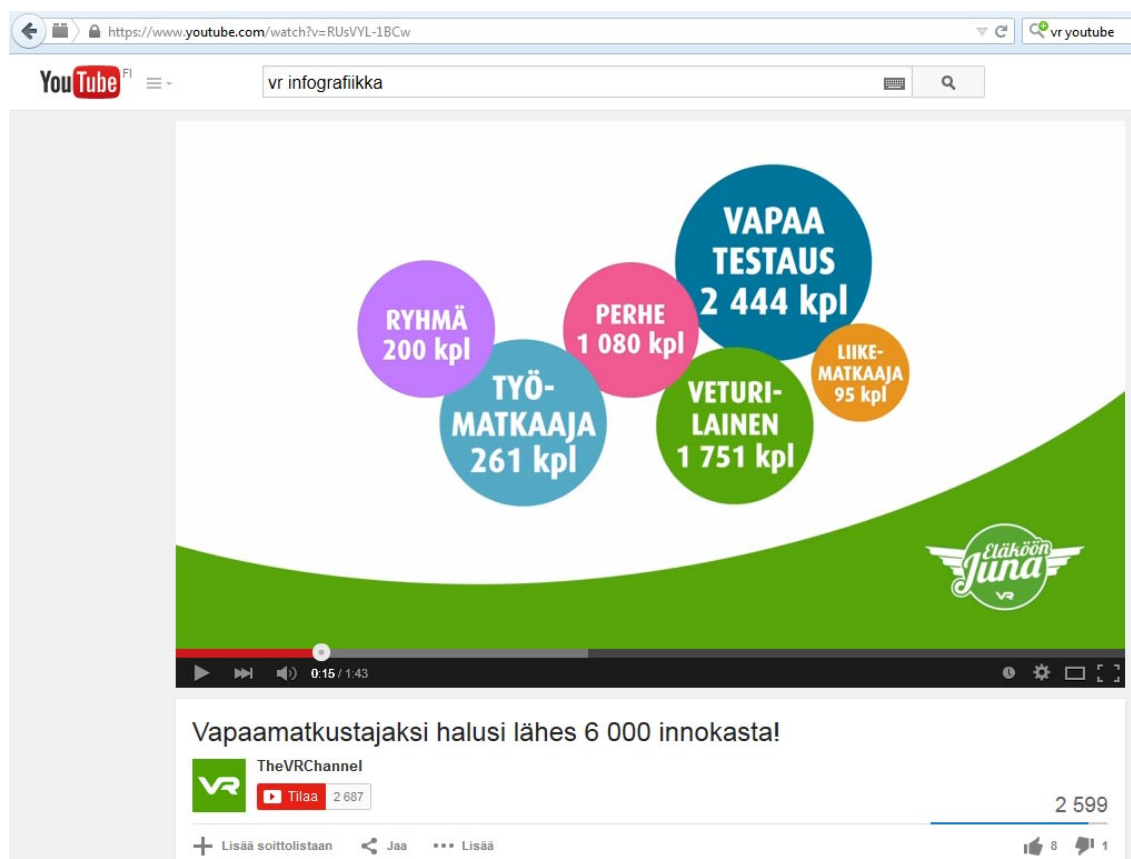 https://www.youtube.com/watch?v=RUsVYL-1BCw
vr youtube
YouTube FI
vr infografiikka
VAPAA
TESTAUS
2 444 kpl
RYHMÄ
200 kpl
PERHE
1 080 kpl
LIIKE-
MATKAAJA
95 kpl
TYÖ-
MATKAAJA
261 kpl
VETURI-
LAINEN
1 751 kpl
Eläköön
Juna
VR
0:15 / 1:43
Vapaamatkustajaksi halusi lähes 6 000 innokasta!
VR
TheVRChannel
Tilaa 2 687
2 599
Lisää soittolistaan Jaa Lisää
8 1